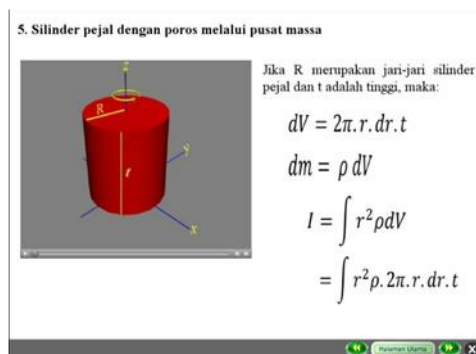 5. Silinder pejal dengan poros melalui pusat massa
Jika R merupakan jari-jari silinder
pejal dan t adalah tinggi, maka:
z
R
t
y
x
dV = 2π.r.dr.t
dm = ρ dV
I = ∫ r²ρdV
= ∫ r²ρ.2π.r.dr.t
Halaman Utama
X